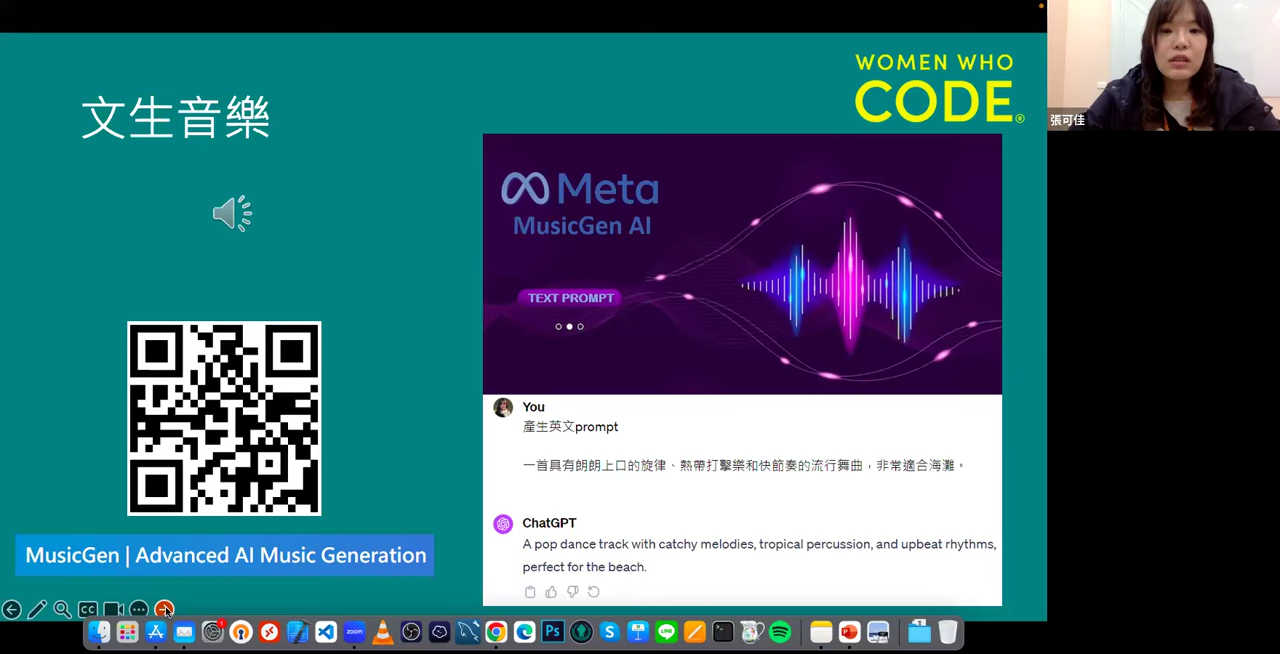 文生音樂
WOMEN WHO
CODE®
張可佳
Meta
MusicGen AI
TEXT PROMPT
You
產生英文prompt
一首具有朗朗上口的旋律、熱帶打擊樂和快節奏的流行舞曲，非常適合海灘。
ChatGPT
A pop dance track with catchy melodies, tropical percussion, and upbeat rhythms,
perfect for the beach.
MusicGen | Advanced AI Music Generation
CC
zoom
Ps
LINE